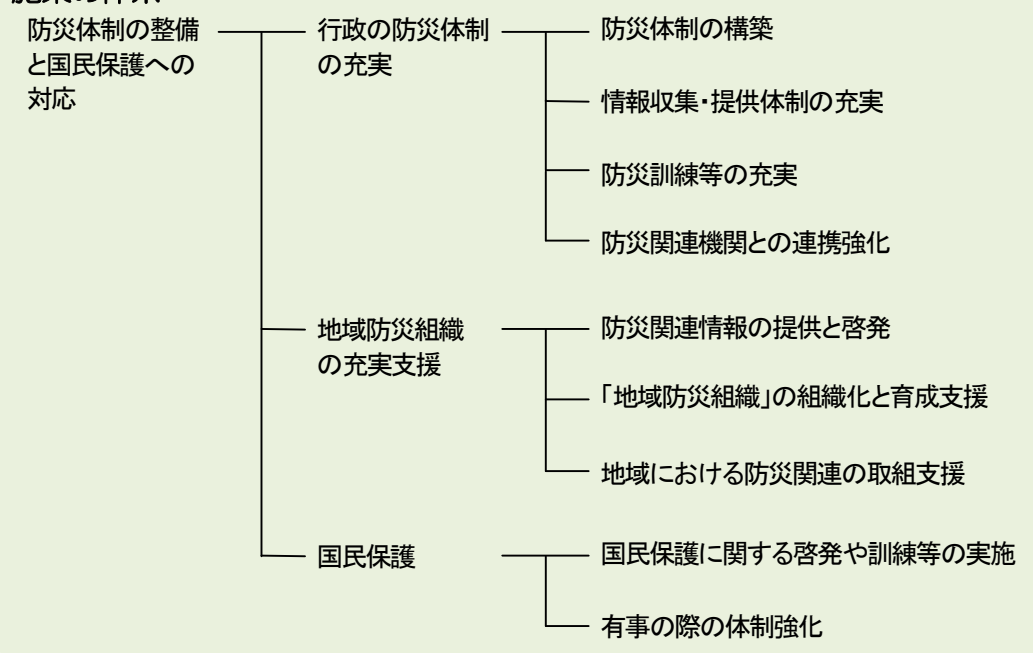 防災体制の整備
と国民保護への
対応
行政の防災体制
の充実
防災体制の構築
情報収集・提供体制の充実
防災訓練等の充実
防災関連機関との連携強化
地域防災組織
の充実支援
防災関連情報の提供と啓発
「地域防災組織」の組織化と育成支援
地域における防災関連の取組支援
国民保護
国民保護に関する啓発や訓練等の実施
有事の際の体制強化